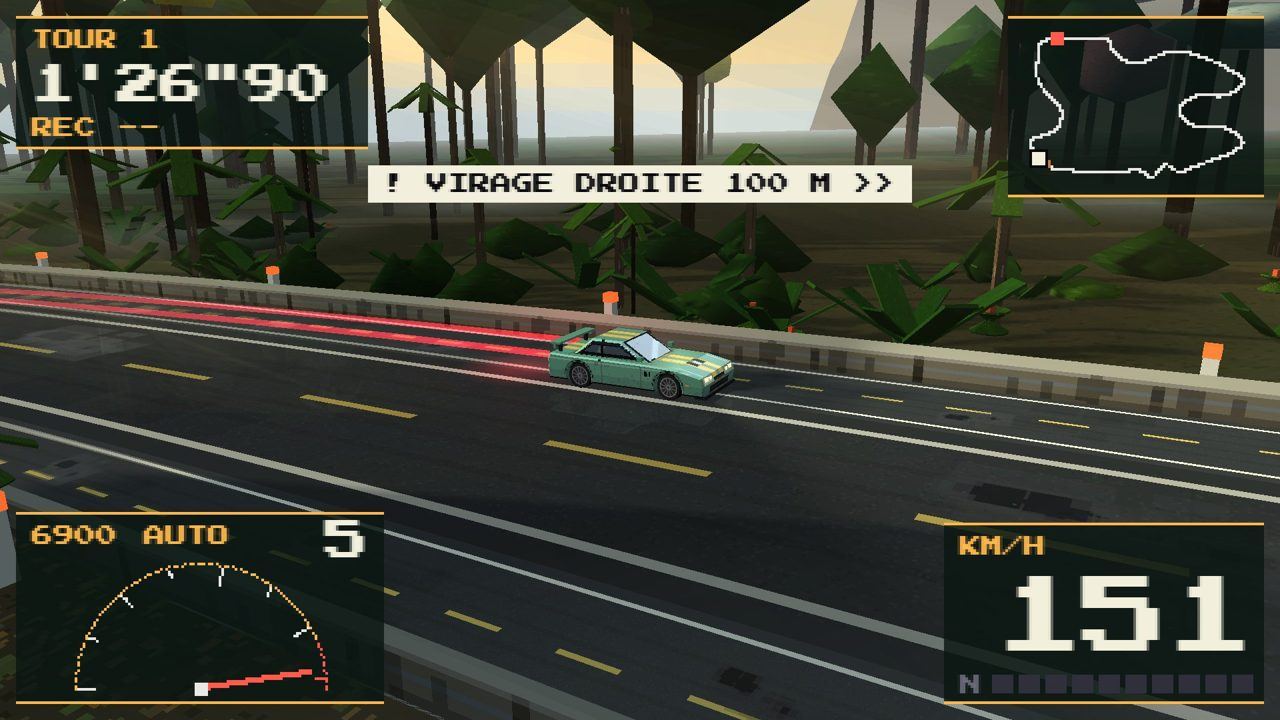 TOUR 1
1'26"90
REC --
! VIRAGE DROITE 100 M >>
6900 AUTO 5
KM/H
151
N